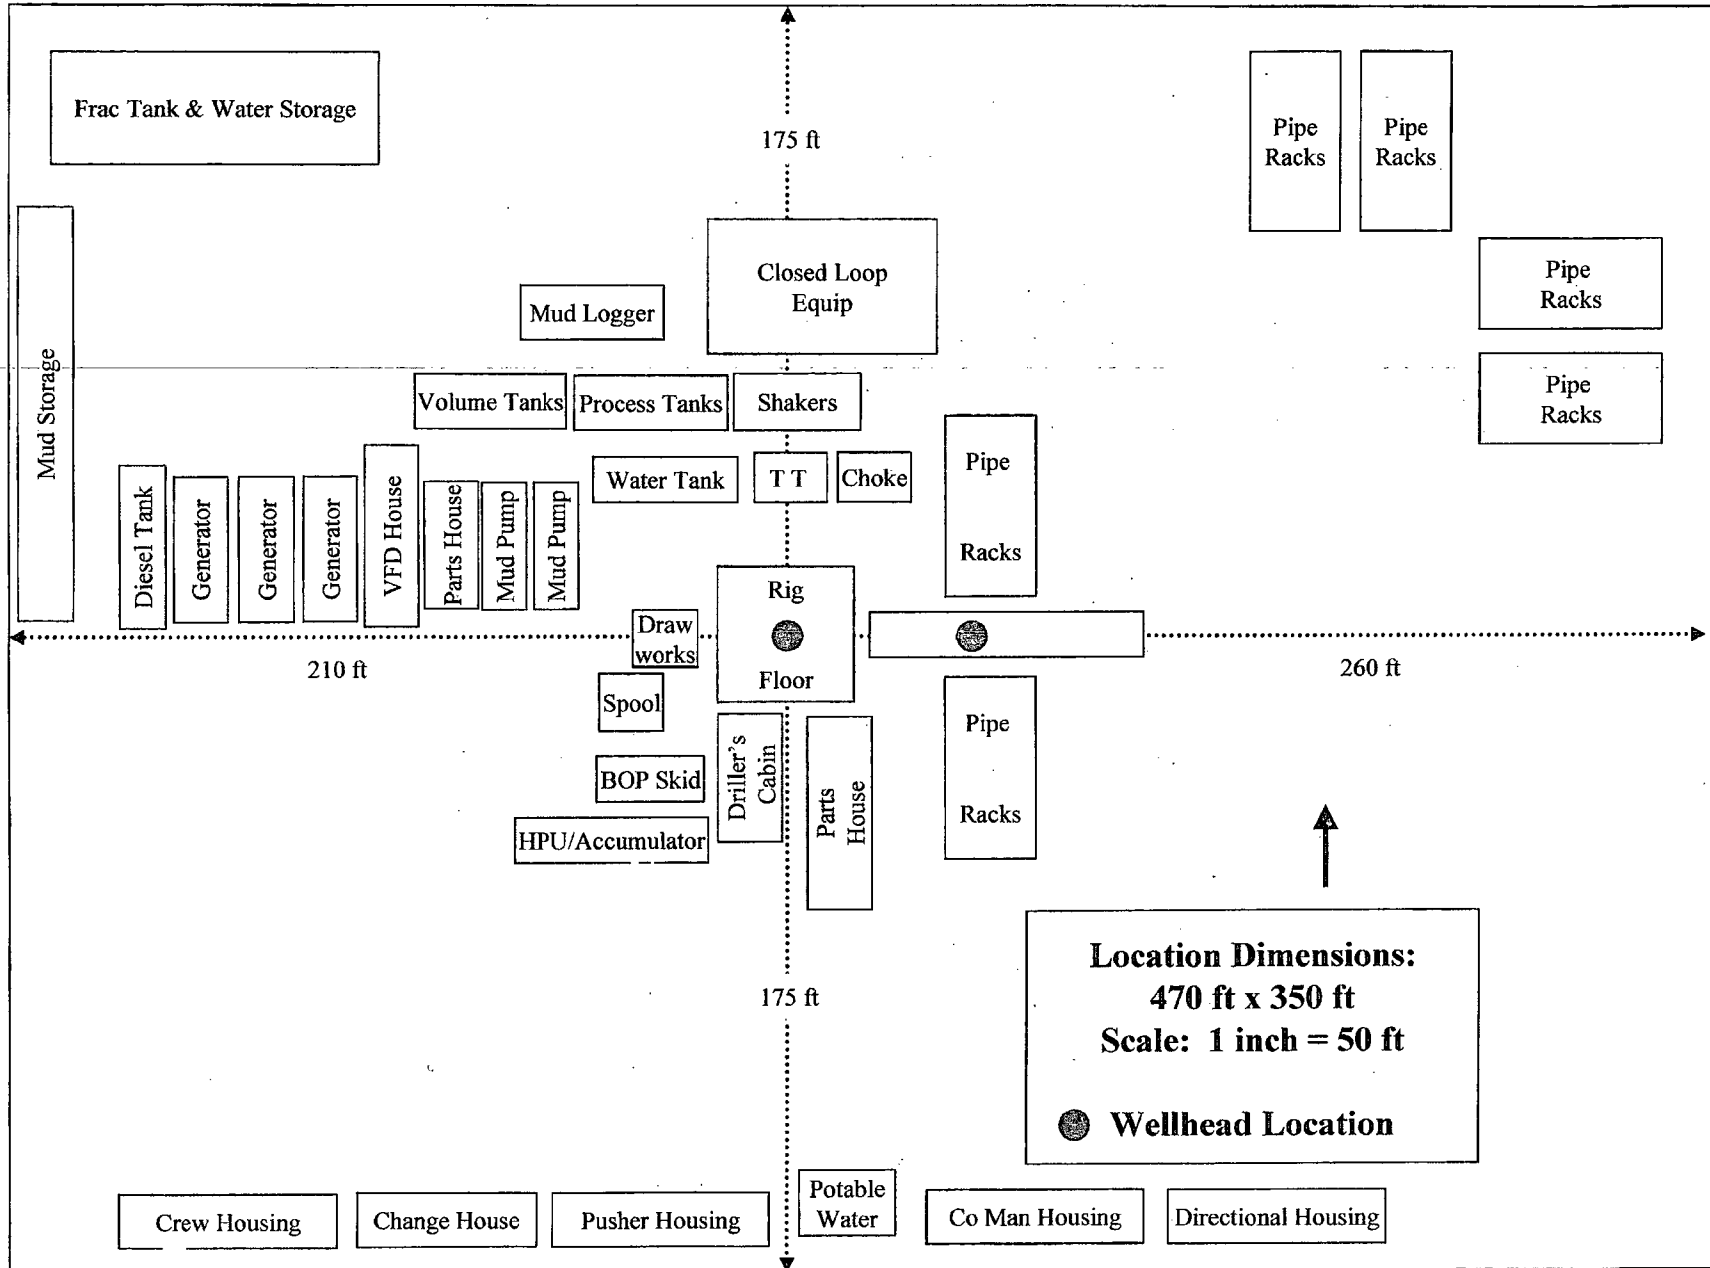 Frac Tank & Water Storage
175 ft
Pipe
Racks
Pipe
Racks
Closed Loop
Equip
Pipe
Racks
Mud Logger
Mud Storage
Volume Tanks
Process Tanks
Shakers
Pipe
Racks
Water Tank
T T
Choke
Pipe
Racks
Diesel Tank
Generator
Generator
Generator
VFD House
Parts House
Mud Pump
Mud Pump
Rig
Floor
Draw
works
210 ft
260 ft
Spool
Pipe
Racks
BOP Skid
Driller's
Cabin
Parts
House
HPU/Accumulator
Location Dimensions:
470 ft x 350 ft
Scale: 1 inch = 50 ft
Wellhead Location
175 ft
Crew Housing
Change House
Pusher Housing
Potable
Water
Co Man Housing
Directional Housing